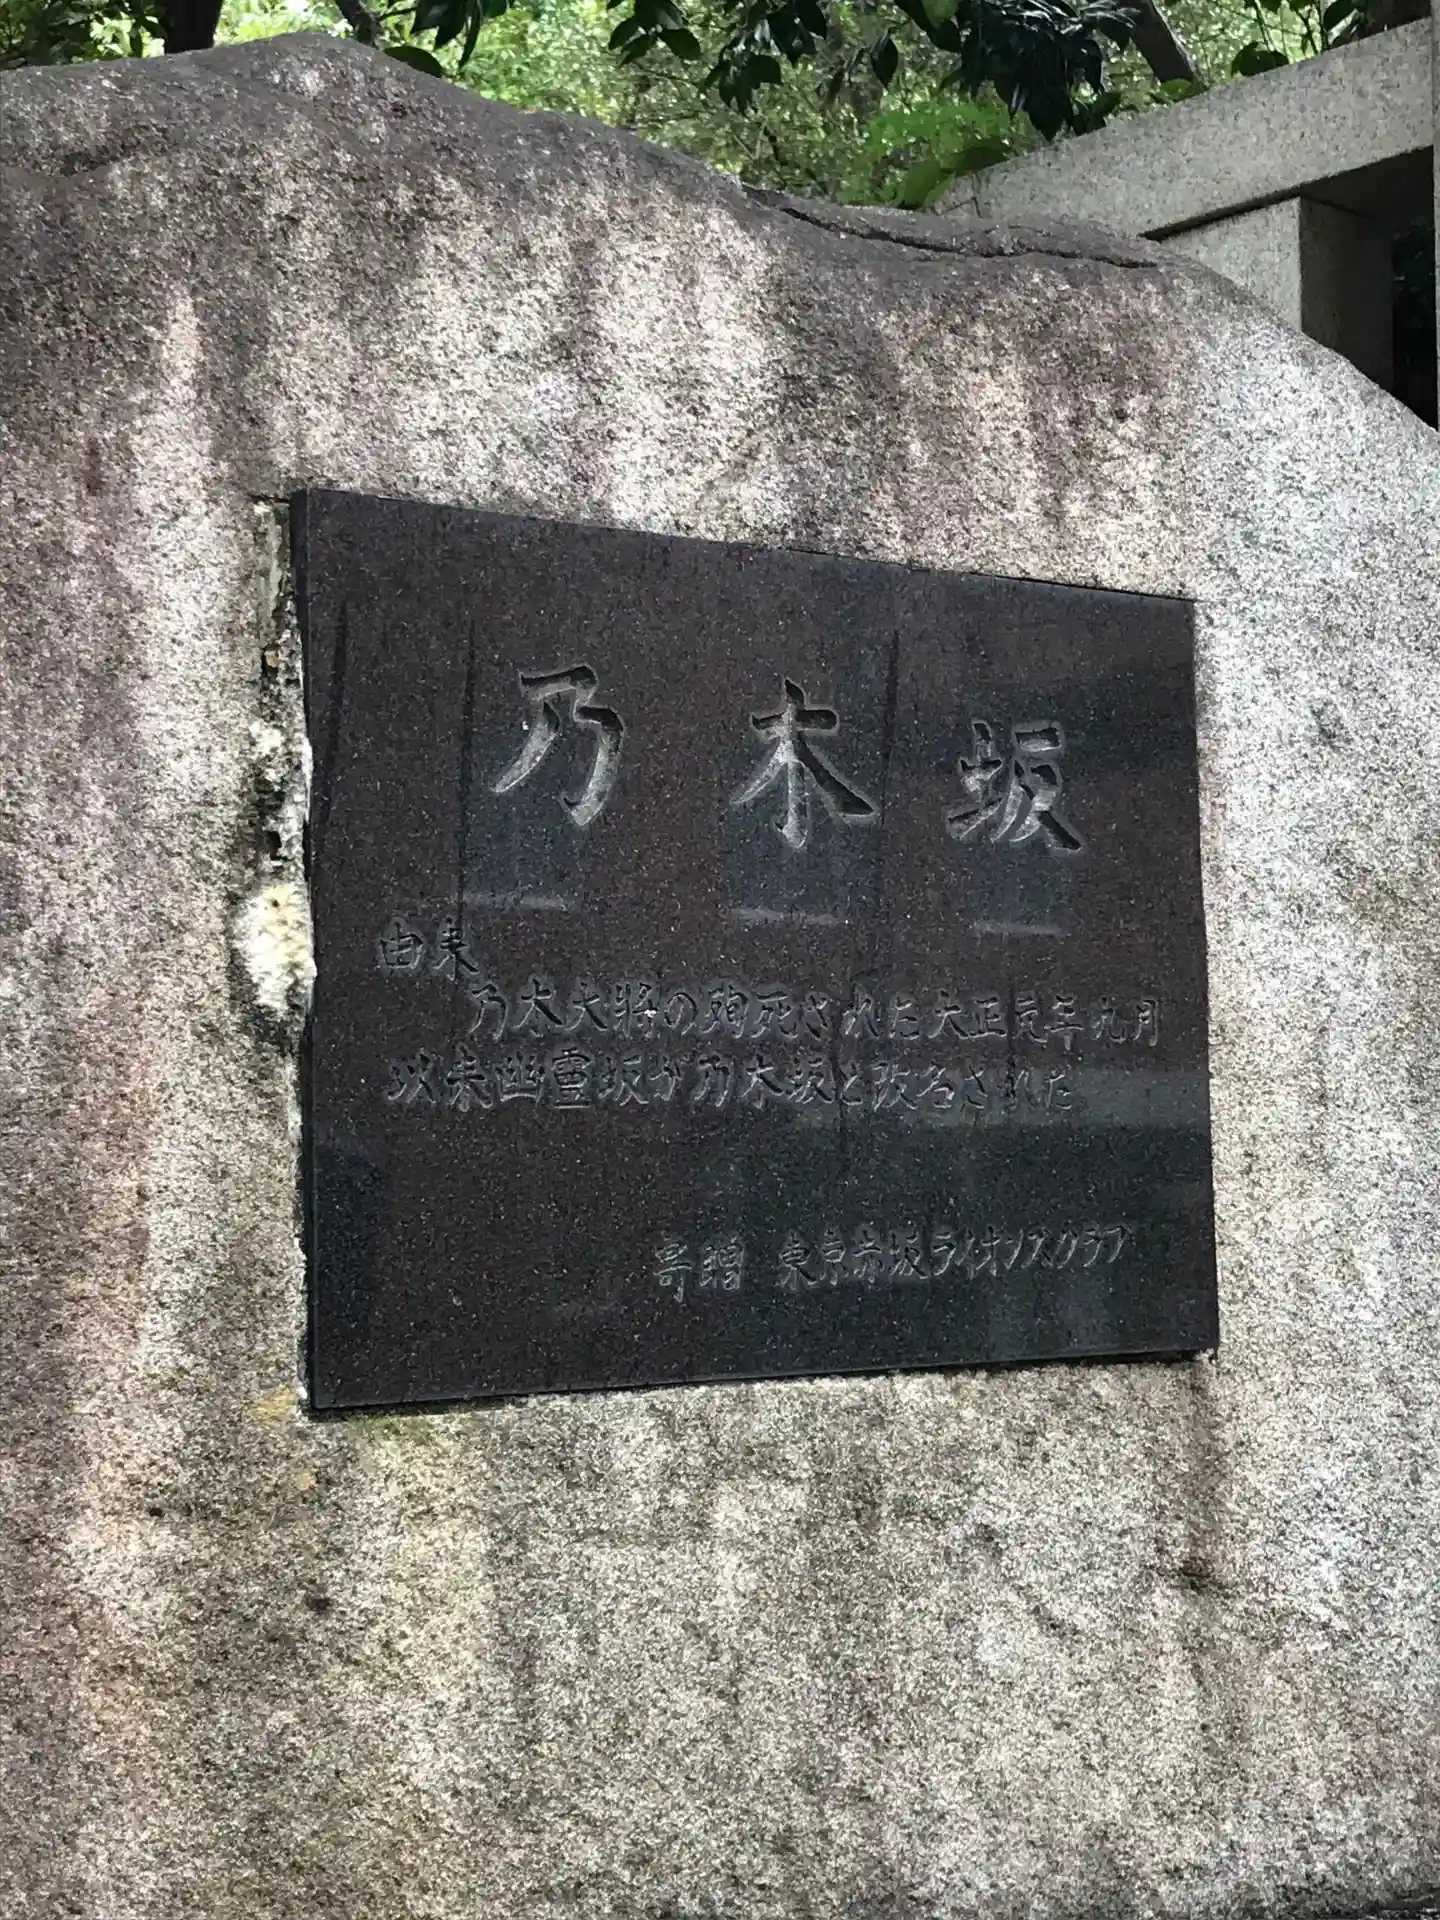 乃木坂
由来
乃木大將の殉死された大正元年九月
以来幽霊坂が乃木坂と改名された
寄贈 東京赤坂ライオンズクラブ